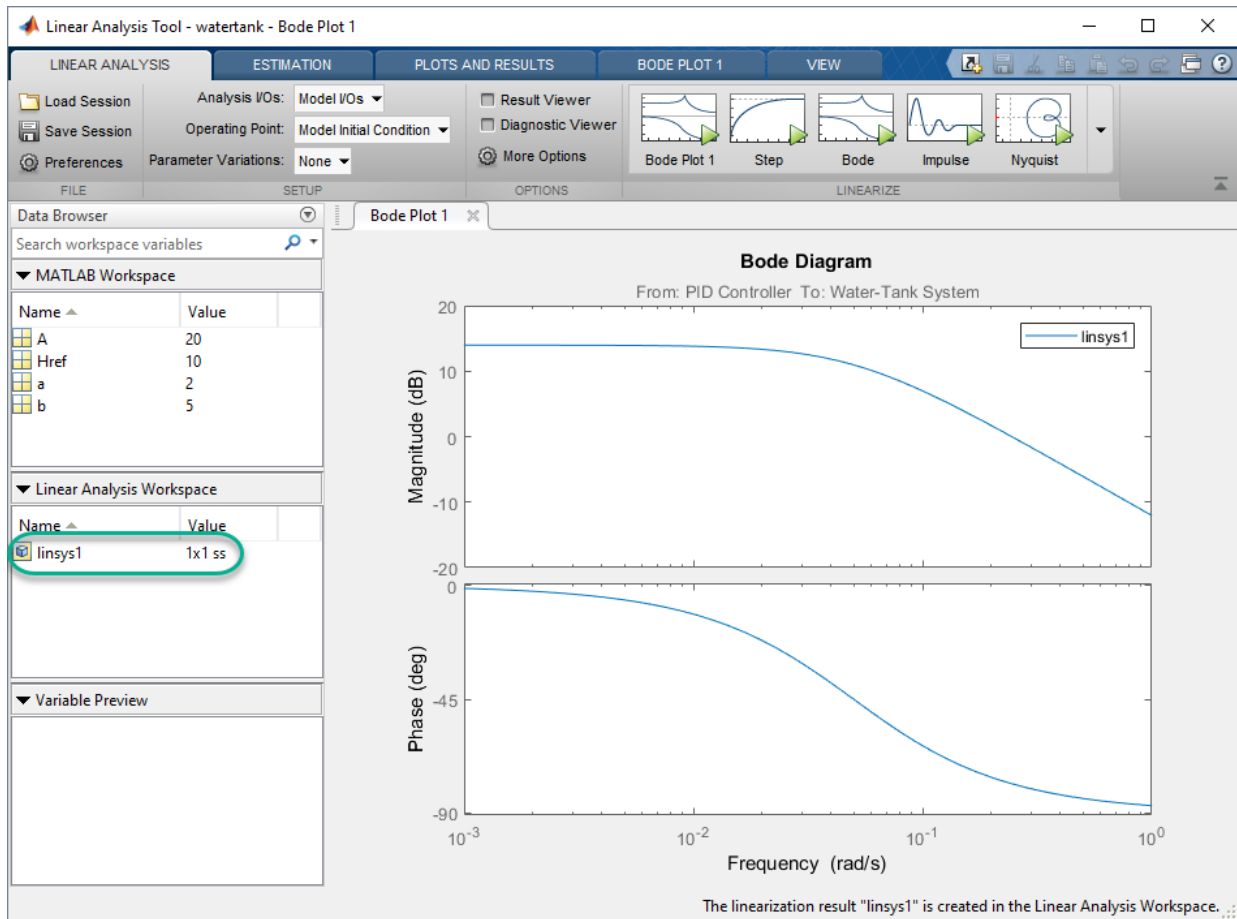 Linear Analysis Tool - watertank - Bode Plot 1
LINEAR ANALYSIS ESTIMATION PLOTS AND RESULTS BODE PLOT 1 VIEW
Load Session
Save Session
Preferences
FILE
Analysis I/Os: Model I/Os
Operating Point: Model Initial Condition
Parameter Variations: None
SETUP
Result Viewer
Diagnostic Viewer
More Options
OPTIONS
Bode Plot 1 Step Bode Impulse Nyquist
LINEARIZE
Data Browser
Search workspace variables
MATLAB Workspace
Name Value
A 20
Href 10
a 2
b 5
Linear Analysis Workspace
Name Value
linsys1 1x1 ss
Variable Preview
Bode Plot 1
Bode Diagram
From: PID Controller To: Water-Tank System
linsys1
Magnitude (dB)
20
10
0
-10
-20
Phase (deg)
0
-45
-90
10^-3 10^-2 10^-1 10^0
Frequency (rad/s)
The linearization result "linsys1" is created in the Linear Analysis Workspace.